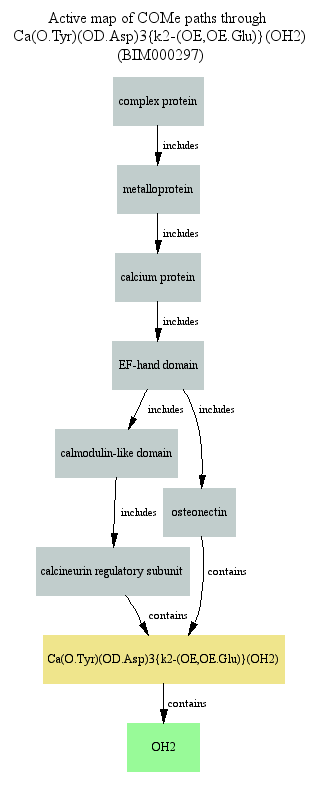 Active map of COMe paths through
Ca(O.Tyr)(OD.Asp)3{k2-(OE,OE.Glu)}(OH2)
(BIM000297)
complex protein
includes
metalloprotein
includes
calcium protein
includes
EF-hand domain
includes
includes
calmodulin-like domain
osteonectin
includes
calcineurin regulatory subunit
contains
contains
Ca(O.Tyr)(OD.Asp)3{k2-(OE,OE.Glu)}(OH2)
contains
OH2